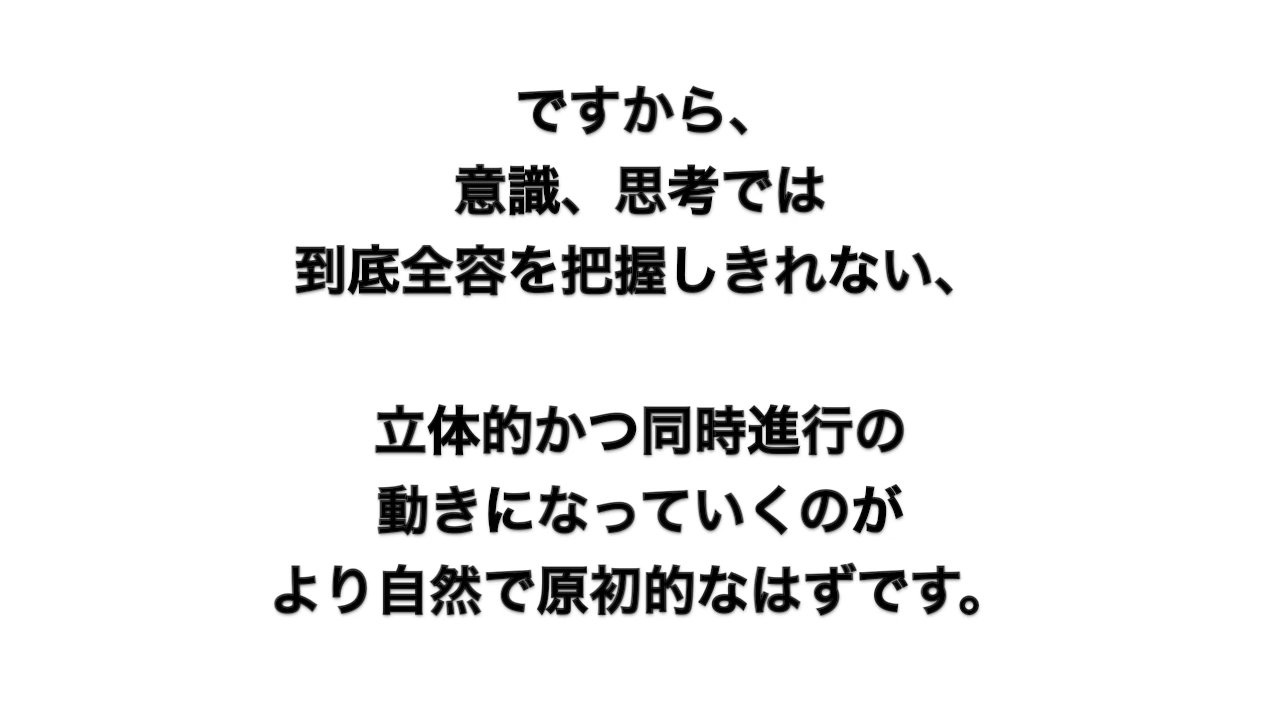 ですから、
意識、思考では
到底全容を把握しきれない、
立体的かつ同時進行の
動きになっていくのが
より自然で原初的なはずです。